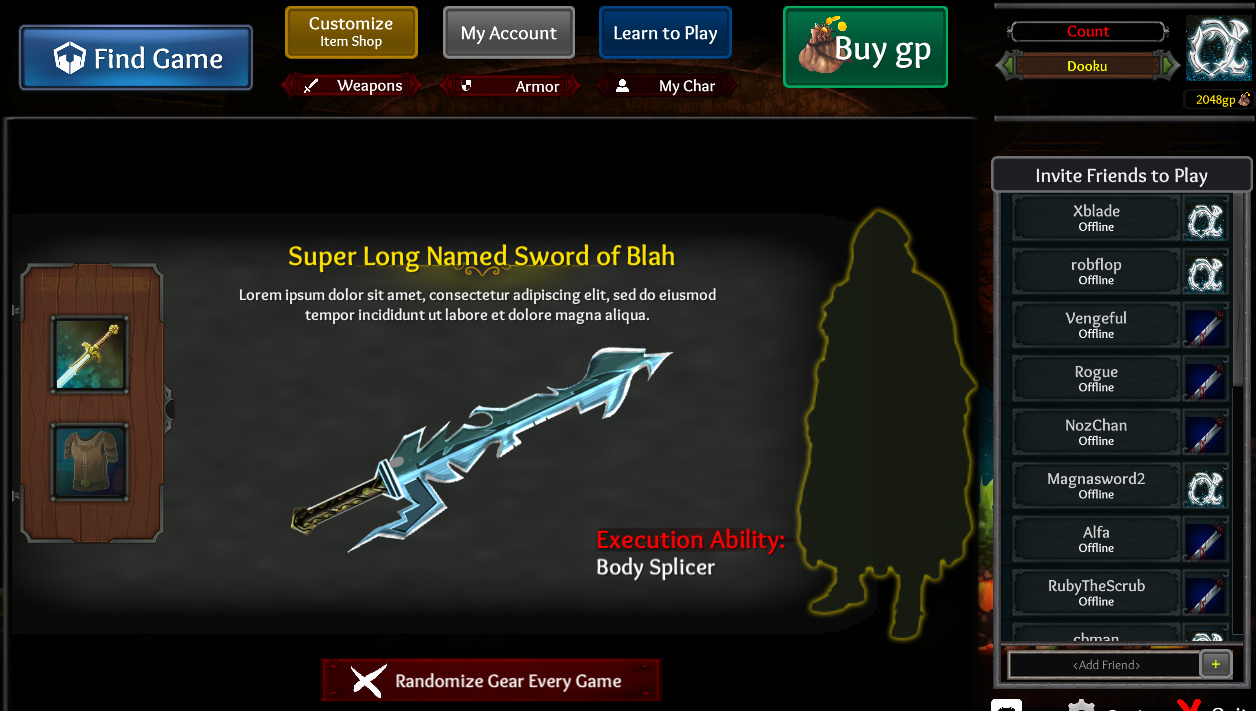 Find Game
Customize
Item Shop
My Account
Learn to Play
Buy gp
Weapons
Armor
My Char
Count
Dooku
2048gp
Super Long Named Sword of Blah
Lorem ipsum dolor sit amet, consectetur adipiscing elit, sed do eiusmod
tempor incididunt ut labore et dolore magna aliqua.
Execution Ability:
Body Splicer
Randomize Gear Every Game
Invite Friends to Play
Xblade
Offline
robflop
Offline
Vengeful
Offline
Rogue
Offline
NozChan
Offline
Magnasword2
Offline
Alfa
Offline
RubyTheScrub
Offline
cbman
<Add Friend>
+